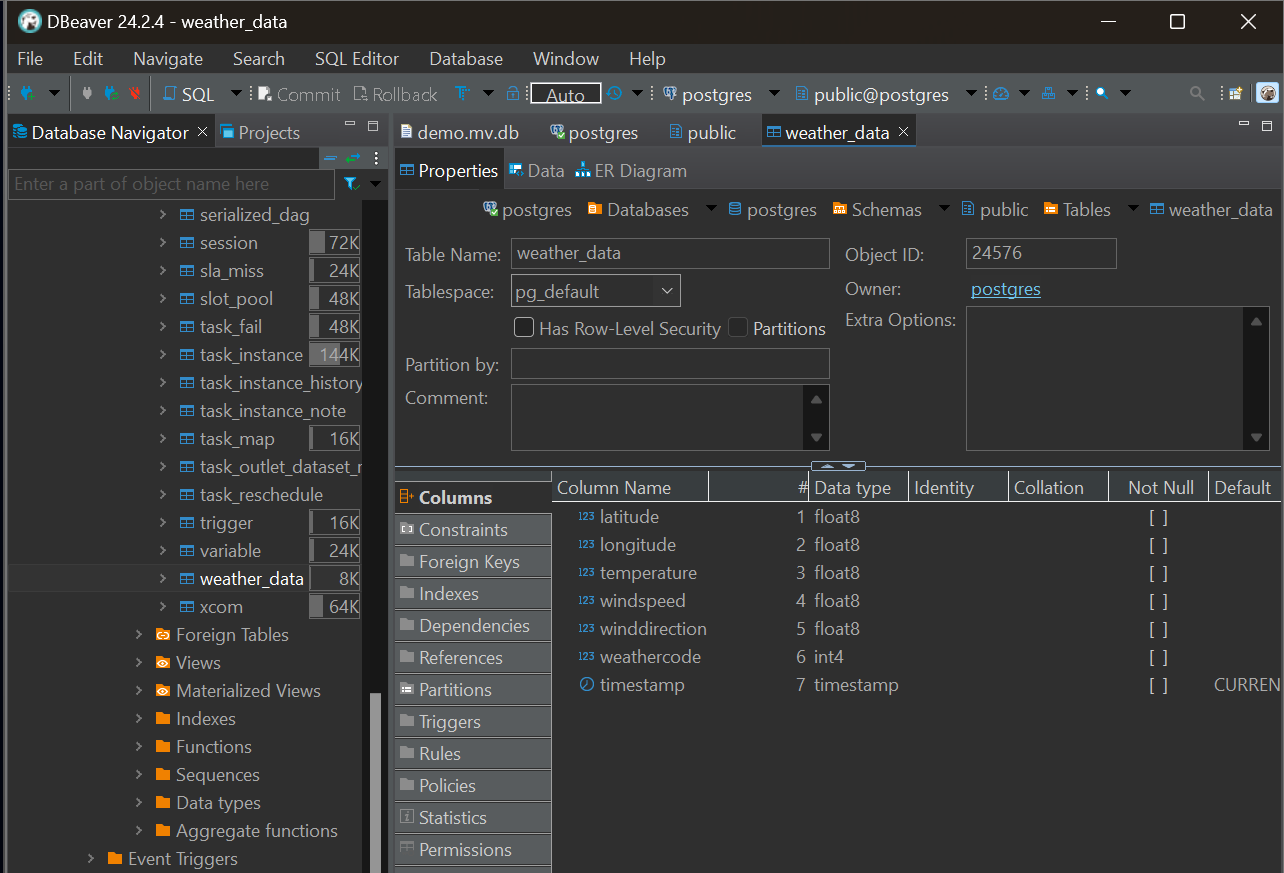 DBeaver 24.2.4 - weather_data
File Edit Navigate Search SQL Editor Database Window Help
SQL Commit Rollback Auto postgres public@postgres
Database Navigator Projects
Enter a part of object name here
serialized_dag
session 72K
sla_miss 24K
slot_pool 48K
task_fail 48K
task_instance 144K
task_instance_history
task_instance_note
task_map 16K
task_outlet_dataset_r
task_reschedule
trigger 16K
variable 24K
weather_data 8K
xcom 64K
Foreign Tables
Views
Materialized Views
Indexes
Functions
Sequences
Data types
Aggregate functions
Event Triggers
demo.mv.db postgres public weather_data
Properties Data ER Diagram
postgres Databases postgres Schemas public Tables weather_data
Table Name: weather_data
Tablespace: pg_default
Has Row-Level Security Partitions
Partition by:
Comment:
Object ID: 24576
Owner: postgres
Extra Options:
Columns
Constraints
Foreign Keys
Indexes
Dependencies
References
Partitions
Triggers
Rules
Policies
Statistics
Permissions
Column Name # Data type Identity Collation Not Null Default
123 latitude 1 float8 [ ]
123 longitude 2 float8 [ ]
123 temperature 3 float8 [ ]
123 windspeed 4 float8 [ ]
123 winddirection 5 float8 [ ]
123 weathercode 6 int4 [ ]
timestamp 7 timestamp [ ] CURREN